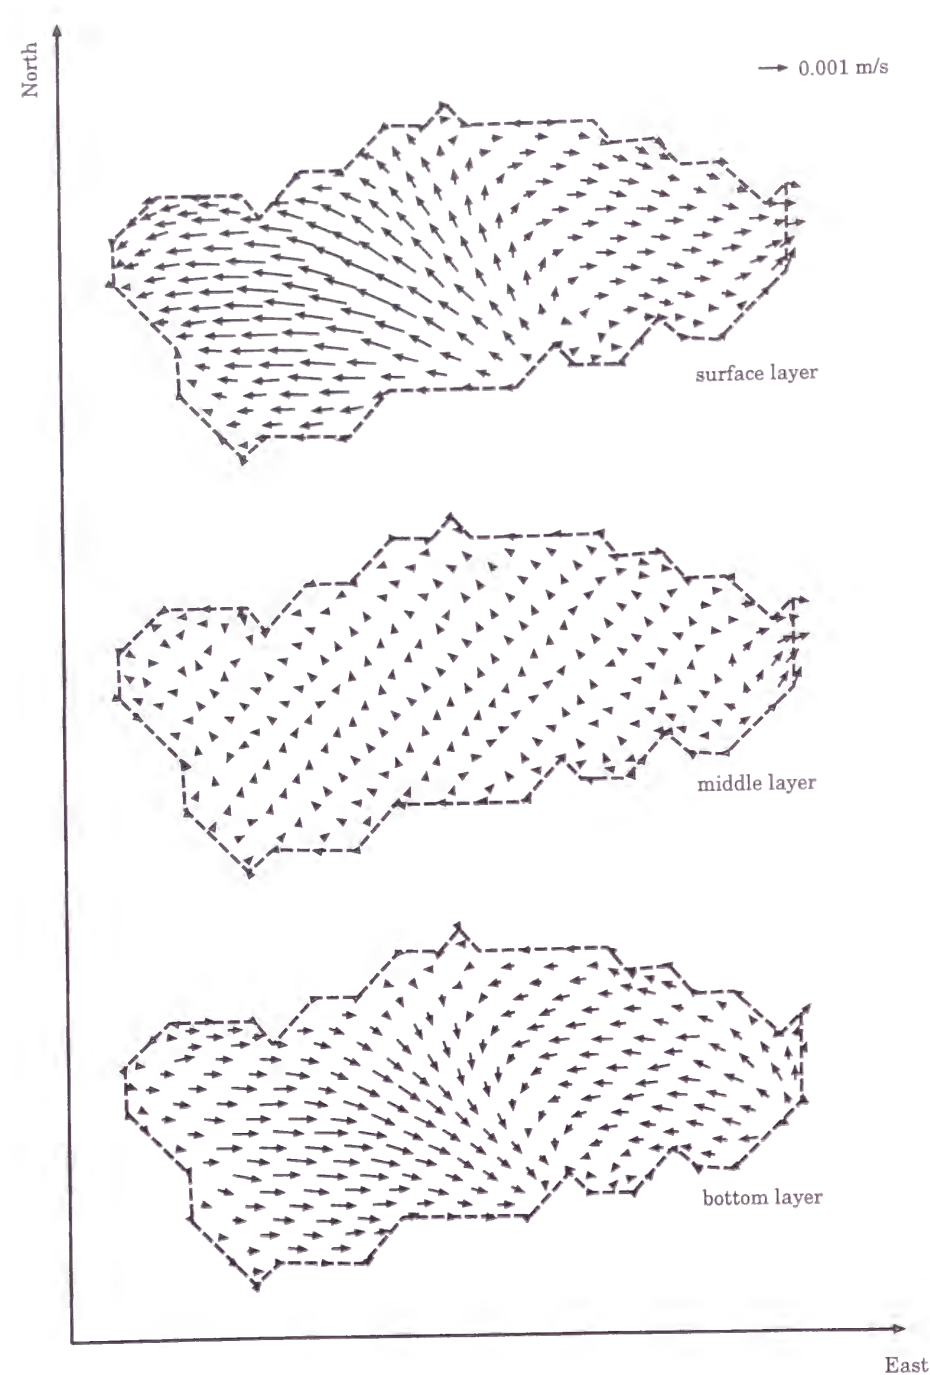 North
0.001 m/s
surface layer
middle layer
bottom layer
East